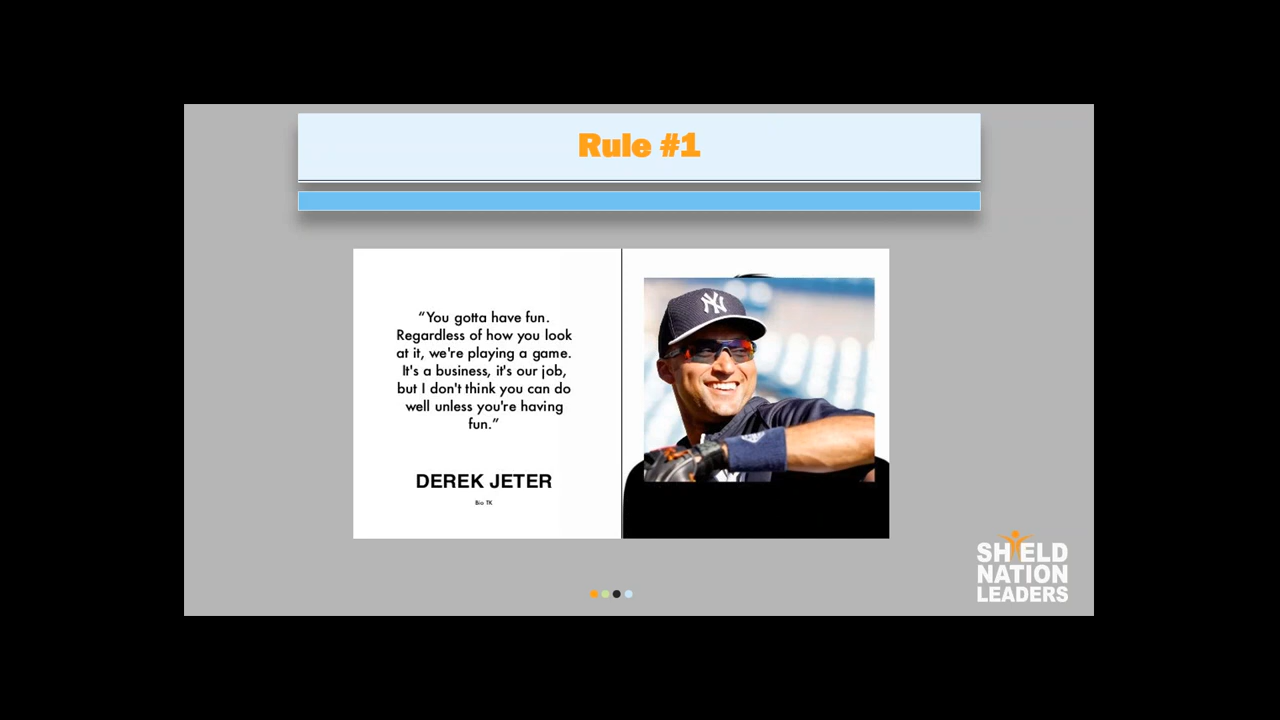 Rule #1
“You gotta have fun.
Regardless of how you look
at it, we're playing a game.
It's a business, it's our job,
but I don't think you can do
well unless you're having
fun.”
DEREK JETER
Bio TK
NY
SHIELD
NATION
LEADERS